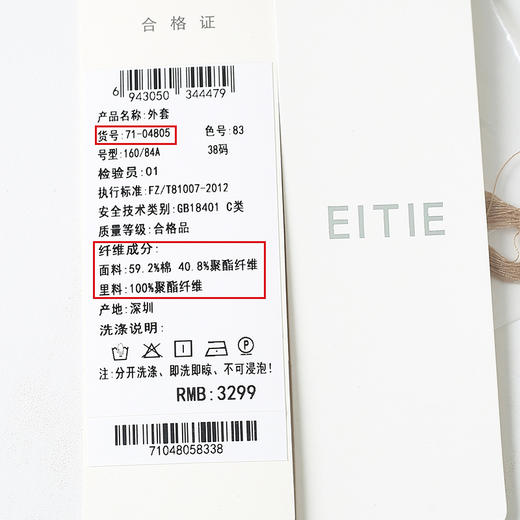 合格证
6 943050 344479
产品名称:外套
货号:71-04805 色号:83
号型:160/84A 38码
检验员:01
执行标准:FZ/T81007-2012
安全技术类别:GB18401 C类
质量等级:合格品
纤维成分:
面料:59.2%棉 40.8%聚酯纤维
里料:100%聚酯纤维
产地:深圳
洗涤说明:
P
注:分开洗涤、即洗即晾、不可浸泡!
RMB:3299
71048058338
EITIE